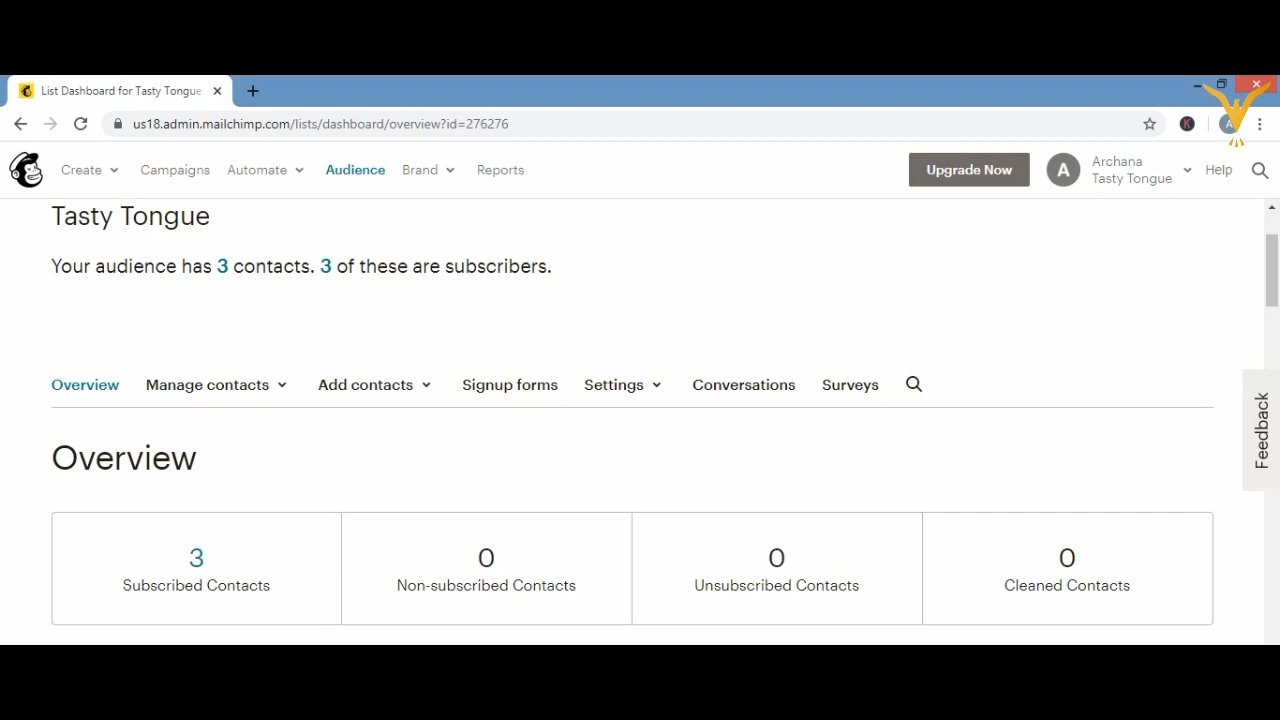 List Dashboard for Tasty Tongue
us18.admin.mailchimp.com/lists/dashboard/overview?id=276276
K
A
Create
Campaigns
Automate
Audience
Brand
Reports
Upgrade Now
A
Archana
Tasty Tongue
Help
Tasty Tongue
Your audience has 3 contacts. 3 of these are subscribers.
Overview
Manage contacts
Add contacts
Signup forms
Settings
Conversations
Surveys
Feedback
Overview
3
Subscribed Contacts
0
Non-subscribed Contacts
0
Unsubscribed Contacts
0
Cleaned Contacts